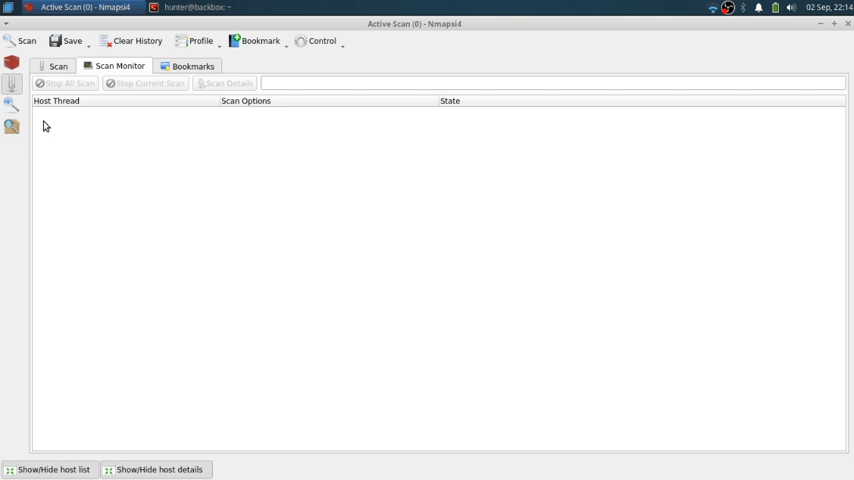 Active Scan (0) - Nmapsi4 hunter@backbox: ~ 02 Sep, 22:14
Active Scan (0) - Nmapsi4
Scan Save Clear History Profile Bookmark Control
Scan Scan Monitor Bookmarks
Stop All Scan Stop Current Scan Scan Details
Host Thread Scan Options State
Show/Hide host list Show/Hide host details